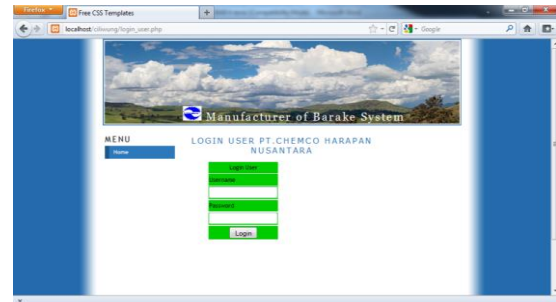 Firefox
Free CSS Templates
localhost/ciliwung/login_user.php
Google
Manufacturer of Barake System
MENU
Home
LOGIN USER PT.CHEMCO HARAPAN
NUSANTARA
Login User
Username
Password
Login